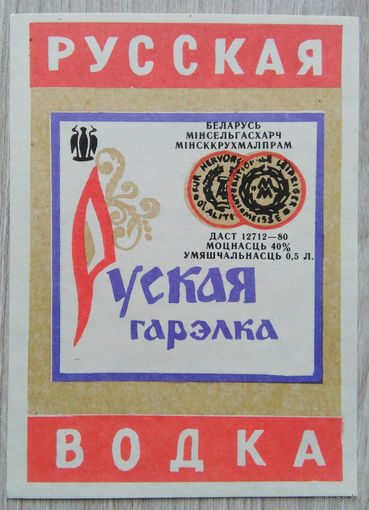 РУССКАЯ
БЕЛАРУСЬ
МІНСЕЛЬГАСХАРЧ
МІНСККРУХМАЛПРАМ
ДАСТ 12712—80
МОЦНАСЦЬ 40%
УМЯШЧАЛЬНАСЦЬ 0,5 Л.
Руская
гарэлка
ВОДКА